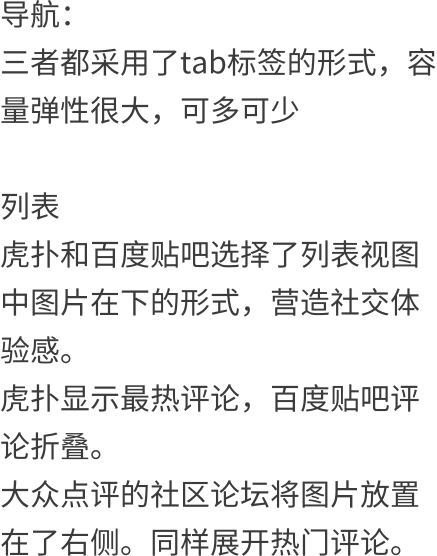 导航：
三者都采用了tab标签的形式，容
量弹性很大，可多可少
列表
虎扑和百度贴吧选择了列表视图
中图片在下的形式，营造社交体
验感。
虎扑显示最热评论，百度贴吧评
论折叠。
大众点评的社区论坛将图片放置
在了右侧。同样展开热门评论。